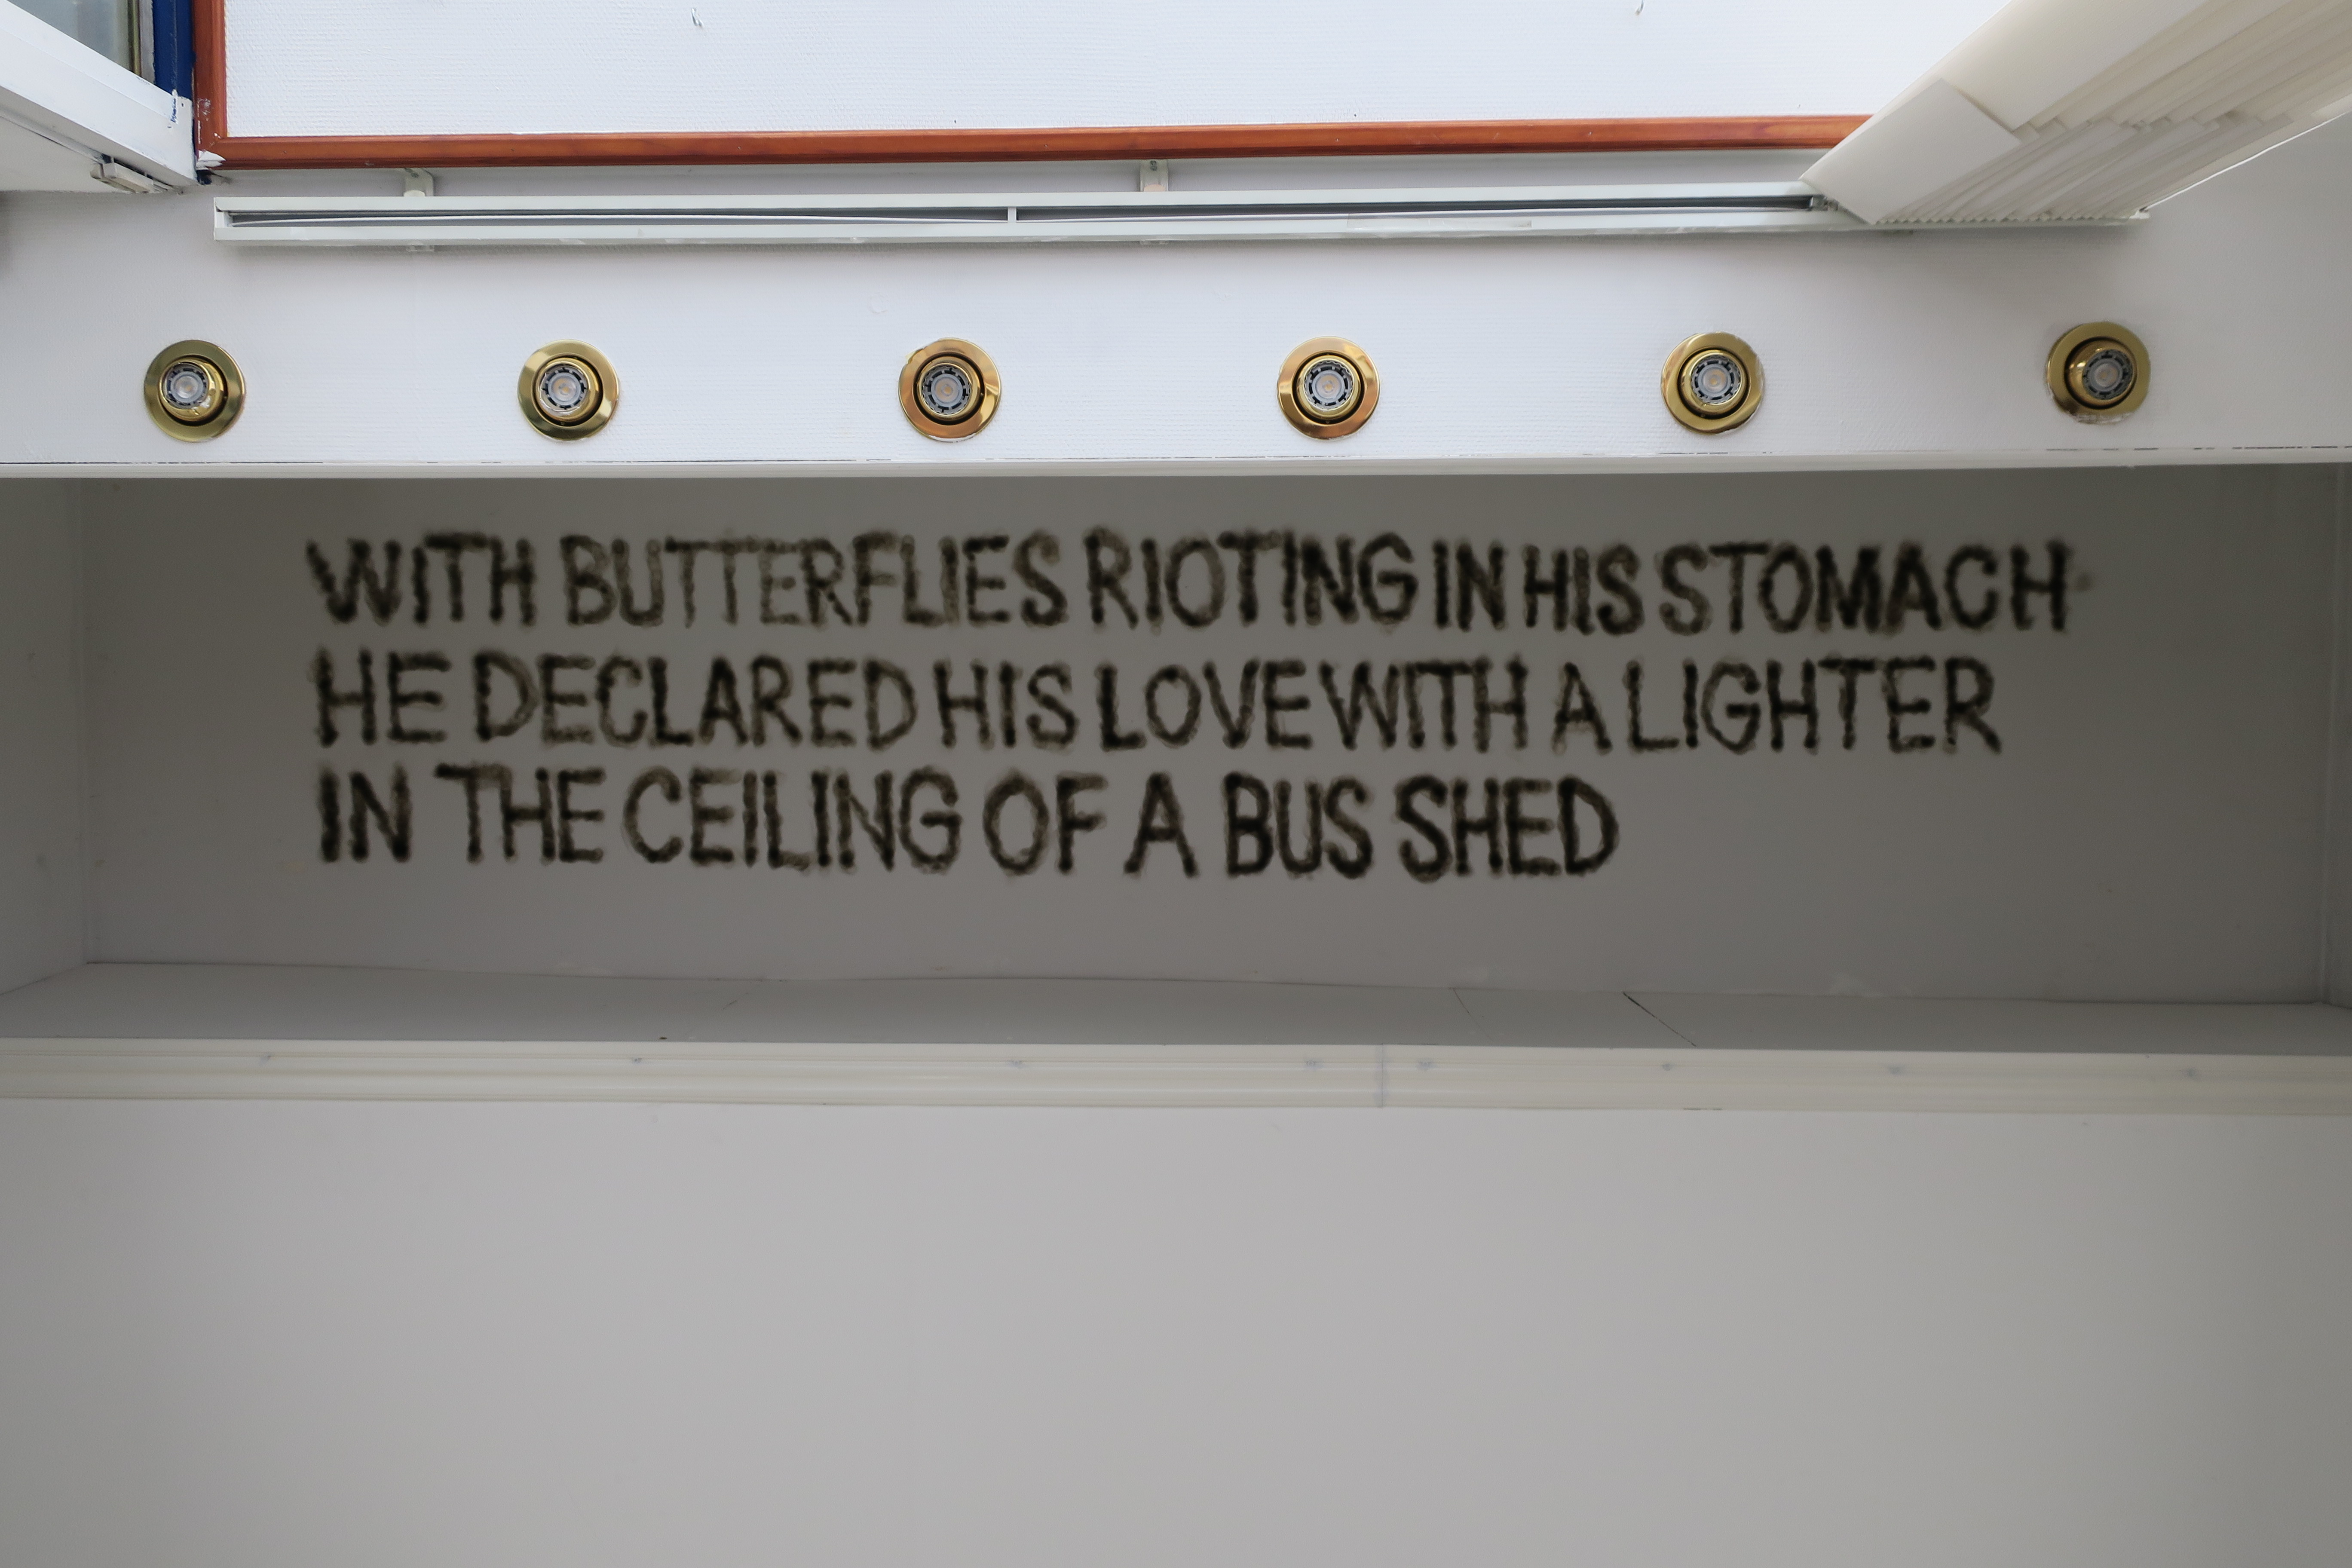 WITH BUTTERFLIES RIOTING IN HIS STOMACH
HE DECLARED HIS LOVE WITH A LIGHTER
IN THE CEILING OF A BUS SHED